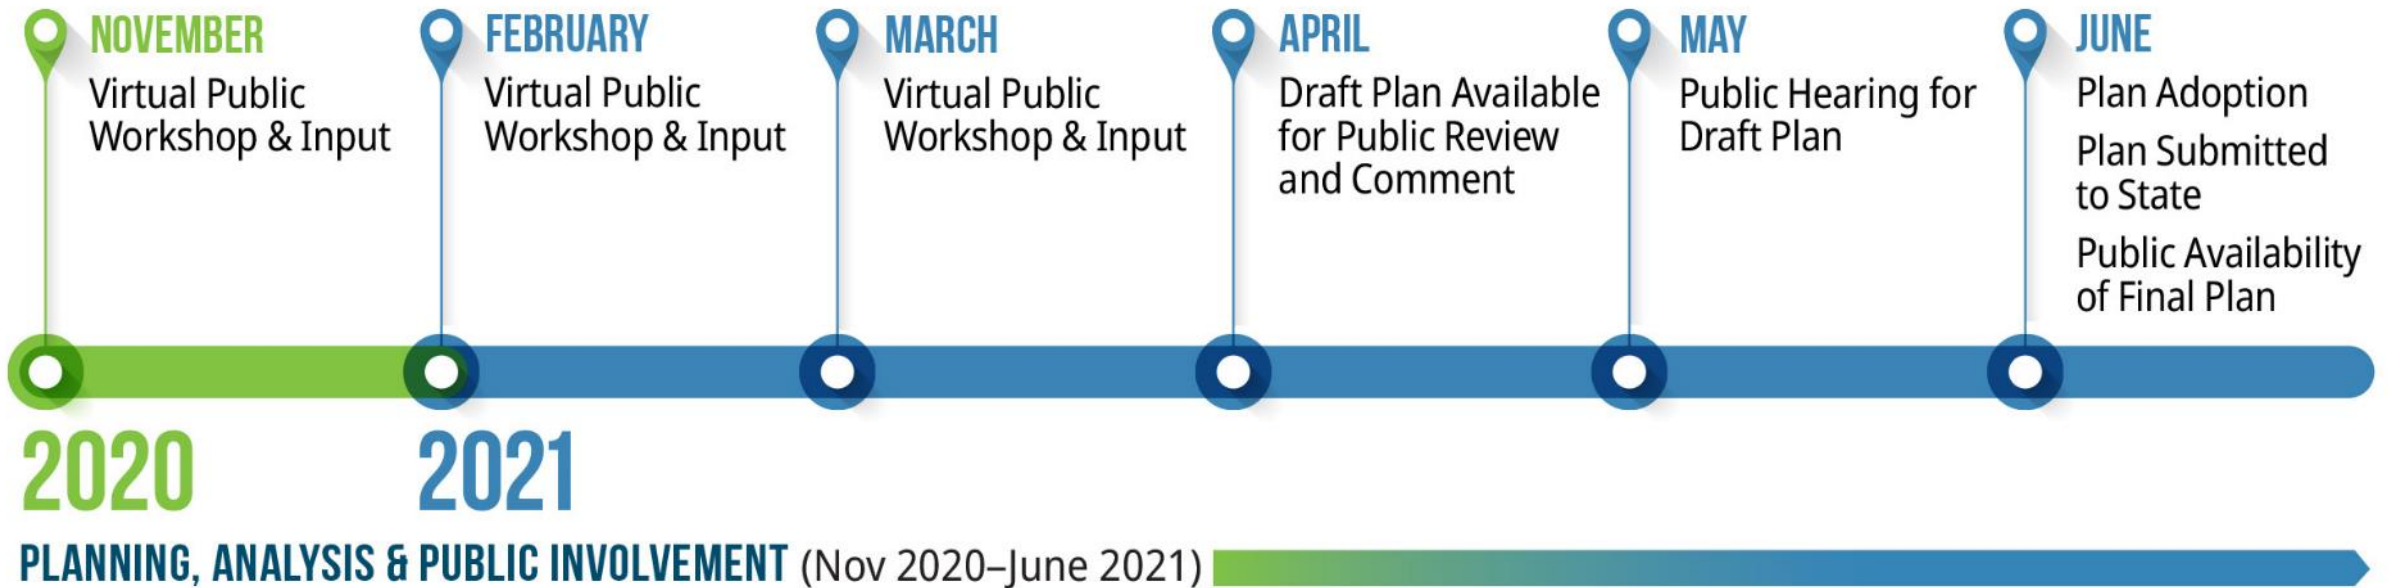 NOVEMBER
Virtual Public
Workshop & Input
FEBRUARY
Virtual Public
Workshop & Input
MARCH
Virtual Public
Workshop & Input
APRIL
Draft Plan Available
for Public Review
and Comment
MAY
Public Hearing for
Draft Plan
JUNE
Plan Adoption
Plan Submitted
to State
Public Availability
of Final Plan
2020
2021
PLANNING, ANALYSIS & PUBLIC INVOLVEMENT (Nov 2020–June 2021)